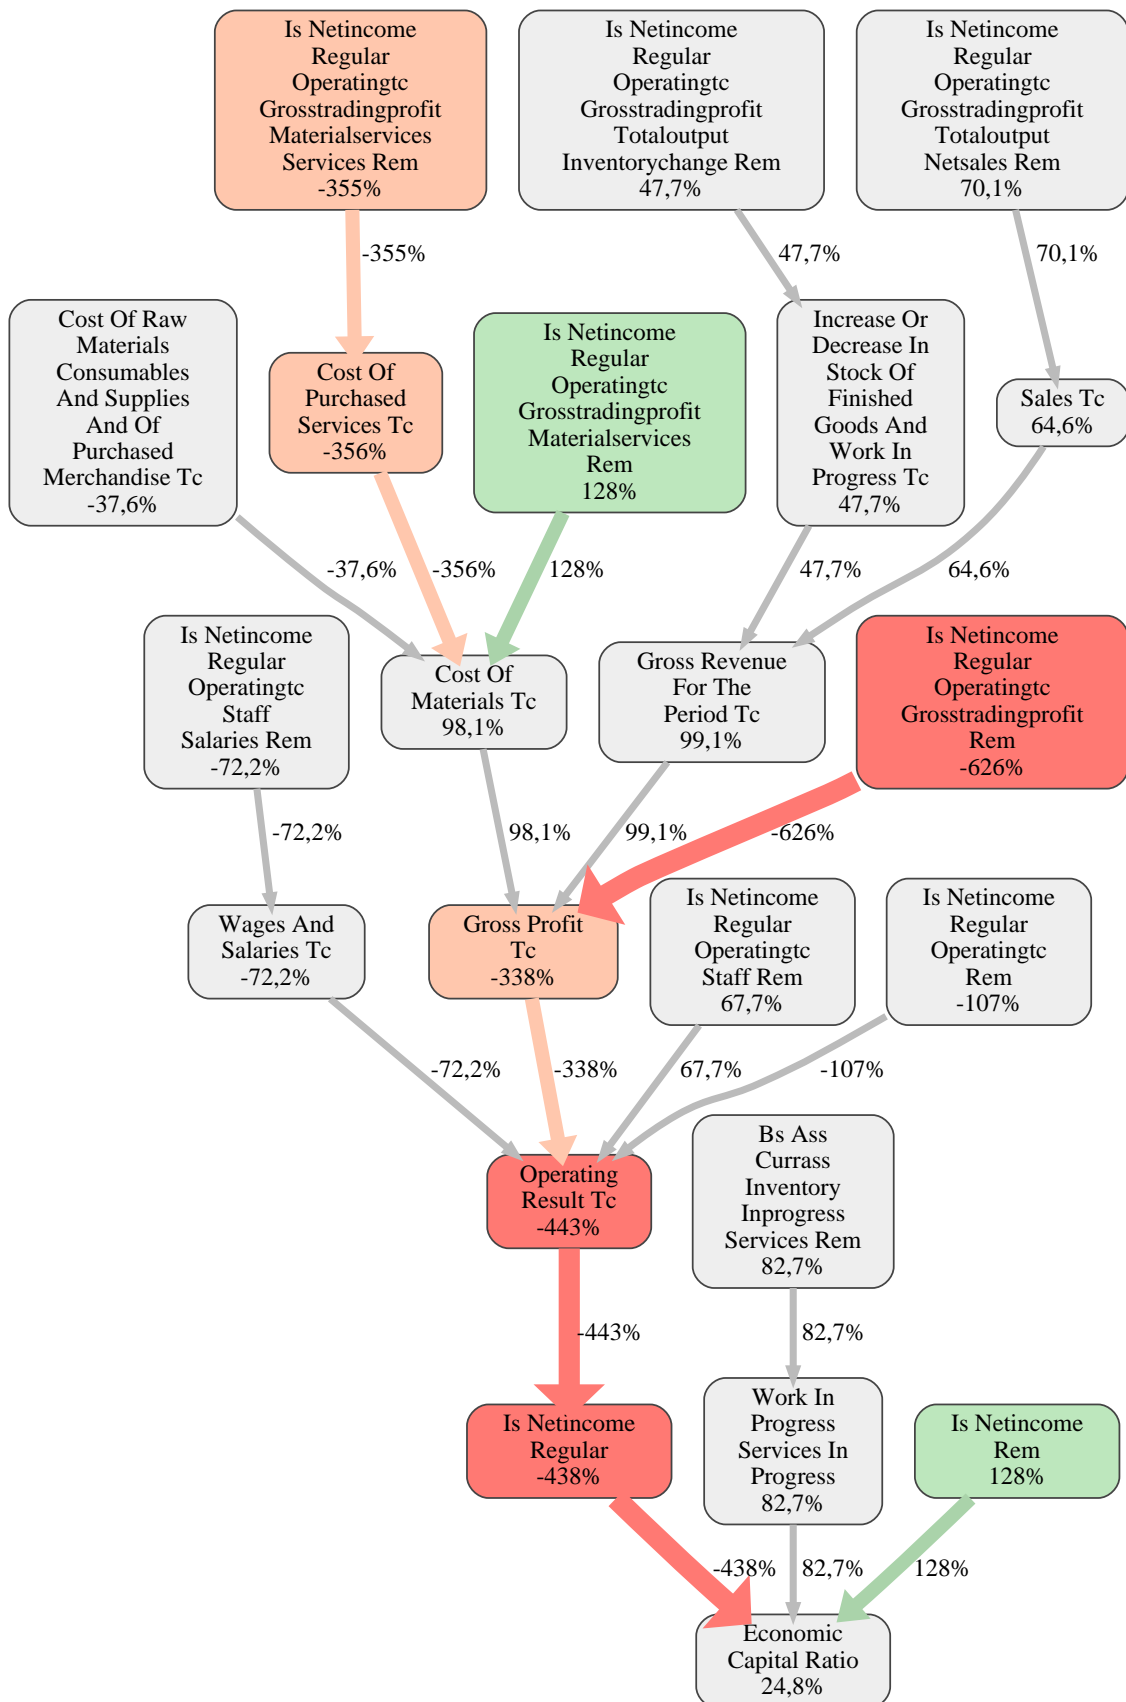 Is Netincome
Regular
Operatingtc
Grosstradingprofit
Materialservices
Services Rem
-355%
Is Netincome
Regular
Operatingtc
Grosstradingprofit
Totaloutput
Inventorychange Rem
47,7%
Is Netincome
Regular
Operatingtc
Grosstradingprofit
Totaloutput
Netsales Rem
70,1%
-355%
47,7%
70,1%
Cost Of Raw
Materials
Consumables
And Supplies
And Of
Purchased
Merchandise Tc
-37,6%
Cost Of
Purchased
Services Tc
-356%
Is Netincome
Regular
Operatingtc
Grosstradingprofit
Materialservices
Rem
128%
Increase Or
Decrease In
Stock Of
Finished
Goods And
Work In
Progress Tc
47,7%
Sales Tc
64,6%
-37,6%
-356%
128%
47,7%
64,6%
Is Netincome
Regular
Operatingtc
Staff
Salaries Rem
-72,2%
Cost Of
Materials Tc
98,1%
Gross Revenue
For The
Period Tc
99,1%
Is Netincome
Regular
Operatingtc
Grosstradingprofit
Rem
-626%
-72,2%
98,1%
99,1%
-626%
Wages And
Salaries Tc
-72,2%
Gross Profit
Tc
-338%
Is Netincome
Regular
Operatingtc
Staff Rem
67,7%
Is Netincome
Regular
Operatingtc
Rem
-107%
-72,2%
-338%
67,7%
-107%
Operating
Result Tc
-443%
Bs Ass
Currass
Inventory
Inprogress
Services Rem
82,7%
-443%
82,7%
Is Netincome
Regular
-438%
Work In
Progress
Services In
Progress
82,7%
Is Netincome
Rem
128%
-438%
82,7%
128%
Economic
Capital Ratio
24,8%